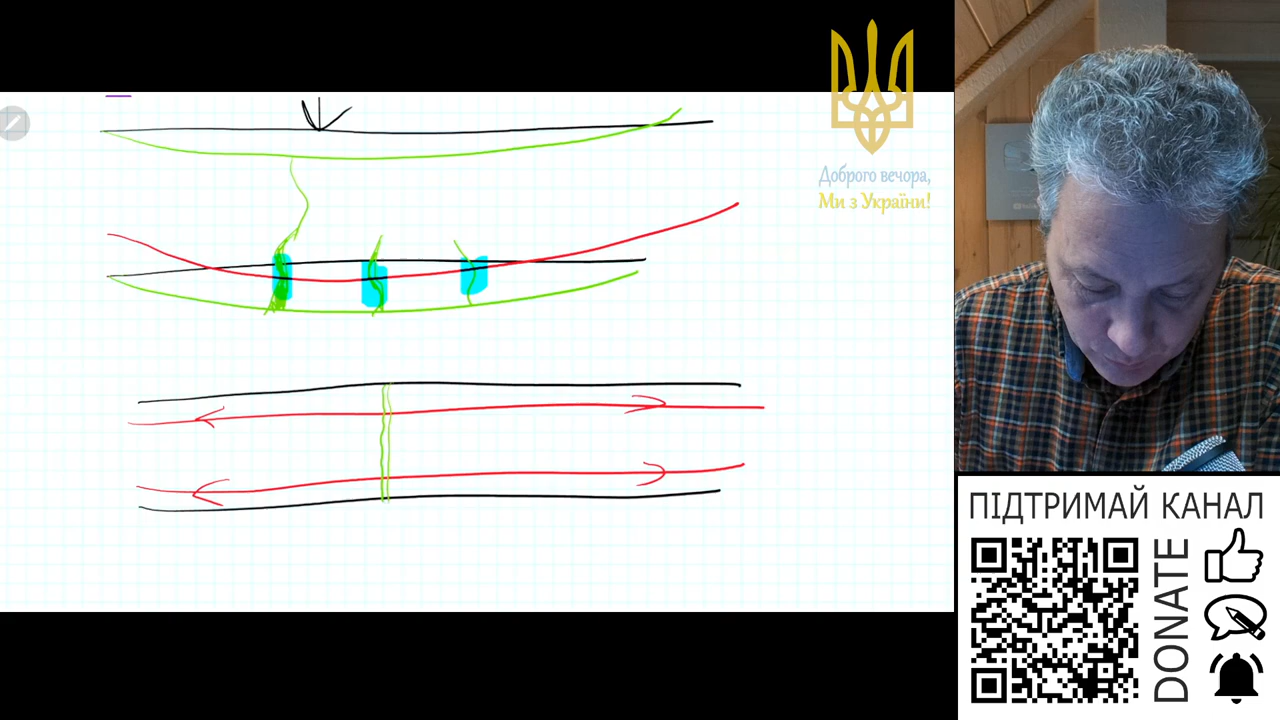 Доброго вечора,
Ми з України!
ПІДТРИМАЙ КАНАЛ
DONATE